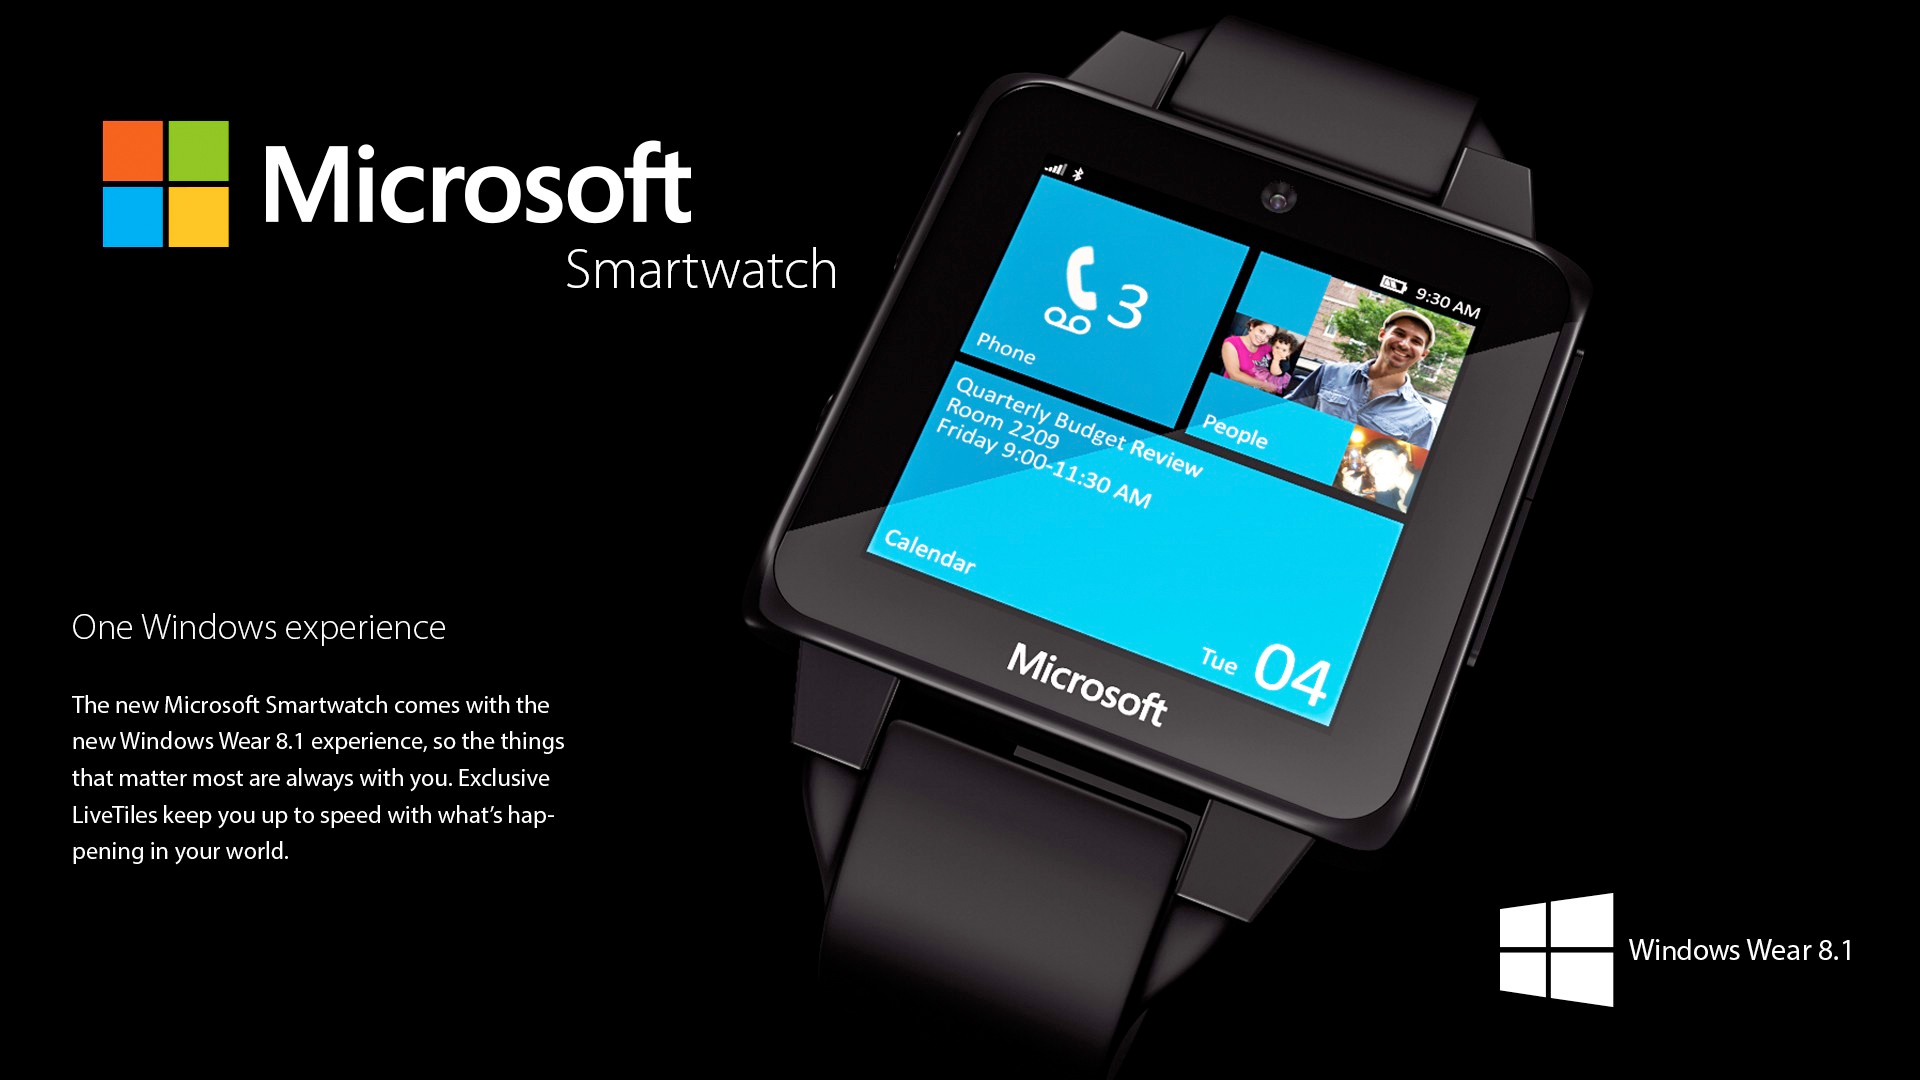 Microsoft
Smartwatch
9:30 AM
3
Phone
People
Quarterly Budget Review
Room 2209
Friday 9:00-11:30 AM
Calendar
Tue 04
Microsoft
One Windows experience
The new Microsoft Smartwatch comes with the
new Windows Wear 8.1 experience, so the things
that matter most are always with you. Exclusive
LiveTiles keep you up to speed with what’s hap-
pening in your world.
Windows Wear 8.1